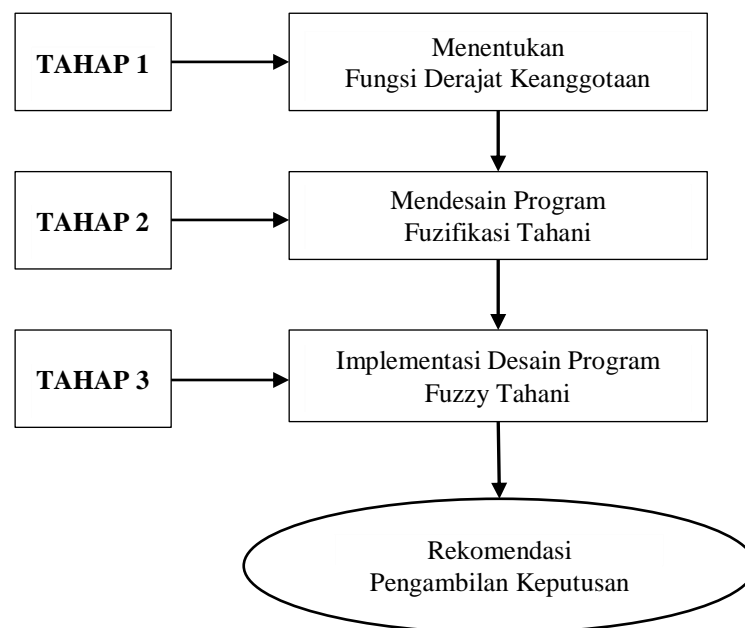 TAHAP 1
Menentukan
Fungsi Derajat Keanggotaan
TAHAP 2
Mendesain Program
Fuzifikasi Tahani
TAHAP 3
Implementasi Desain Program
Fuzzy Tahani
Rekomendasi
Pengambilan Keputusan